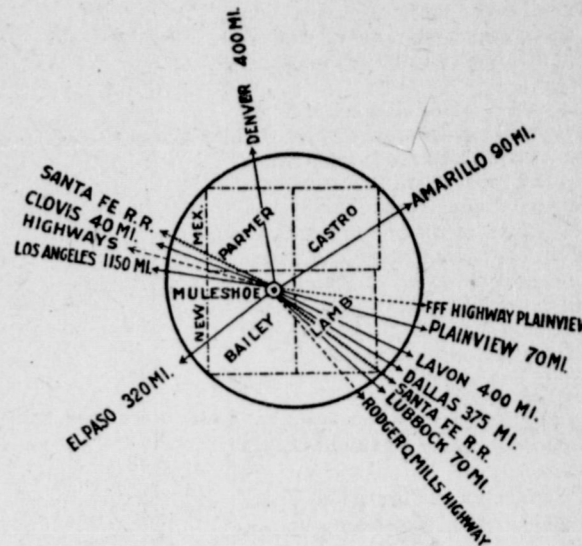 DENVER 400 MI.
AMARILLO 90 MI.
SANTA FE R.R.
CLOVIS 40 MI.
HIGHWAYS
LOS ANGELES 1150 MI.
NEW MEX.
PARMER
CASTRO
MULESHOE
BAILEY
LAMB
FFF HIGHWAY PLAINVIEW
PLAINVIEW 70 MI.
LAVON 400 MI.
DALLAS 375 MI.
SANTA FE R.R.
LUBBOCK 70 MI.
RODGER Q MILLS HIGHWAY
ELPASO 320 MI.